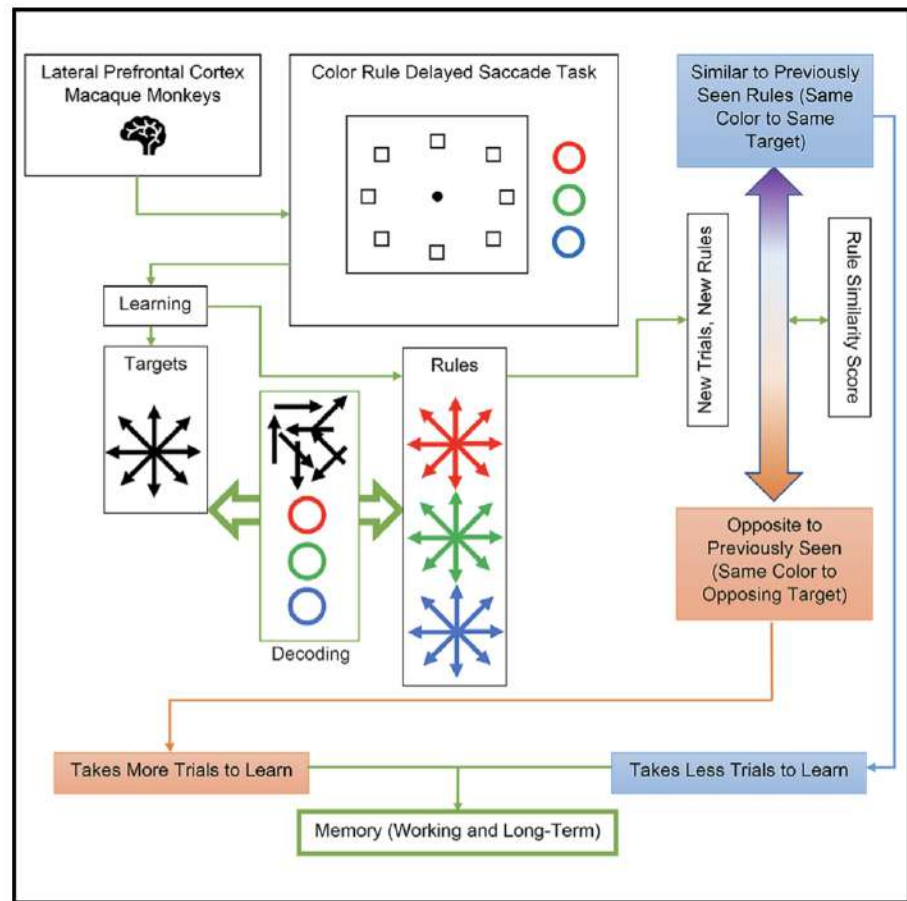 Lateral Prefrontal Cortex
Macaque Monkeys
Color Rule Delayed Saccade Task
Similar to Previously
Seen Rules (Same
Color to Same
Target)
New Trials, New Rules
Rule Similarity
Score
Learning
Targets
Rules
Decoding
Opposite to
Previously Seen
(Same Color to
Opposing Target)
Takes More Trials to Learn
Takes Less Trials to Learn
Memory (Working and Long-Term)